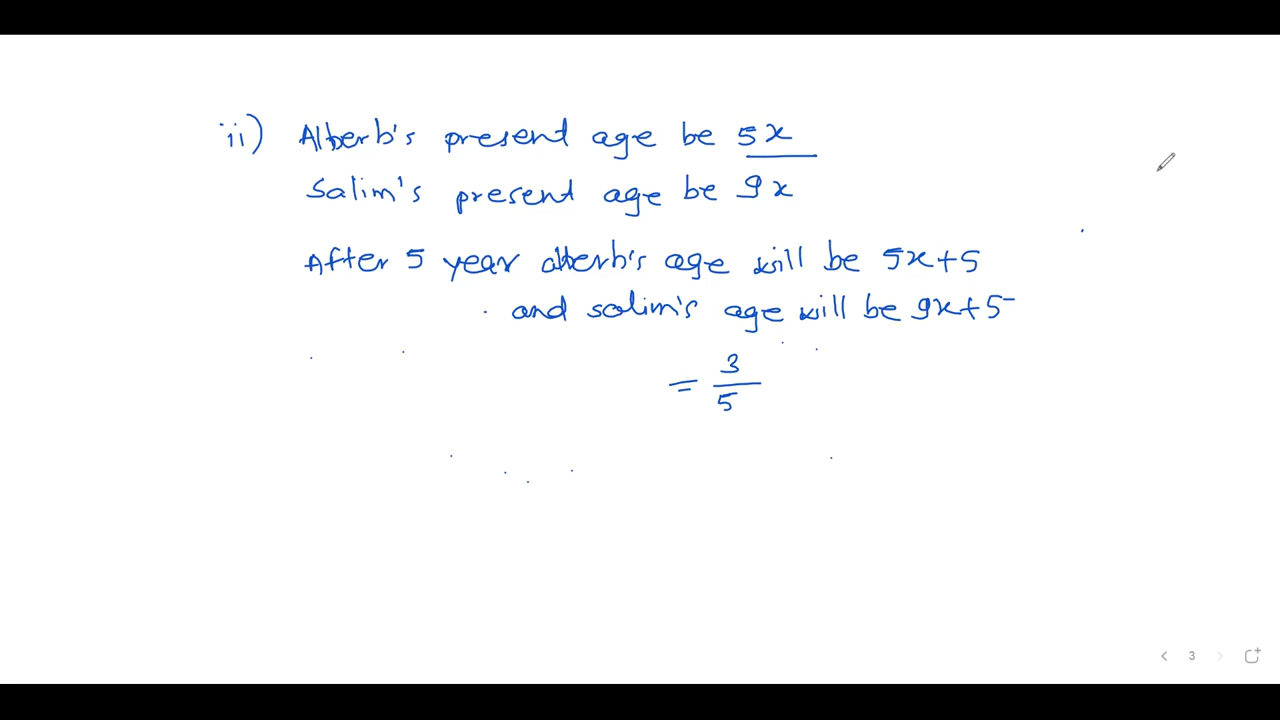 ii) Alberb's present age be 5x
Salim's present age be 9x
After 5 year alberb's age will be 5x+5
and salim's age will be 9x+5
= 3/5
3